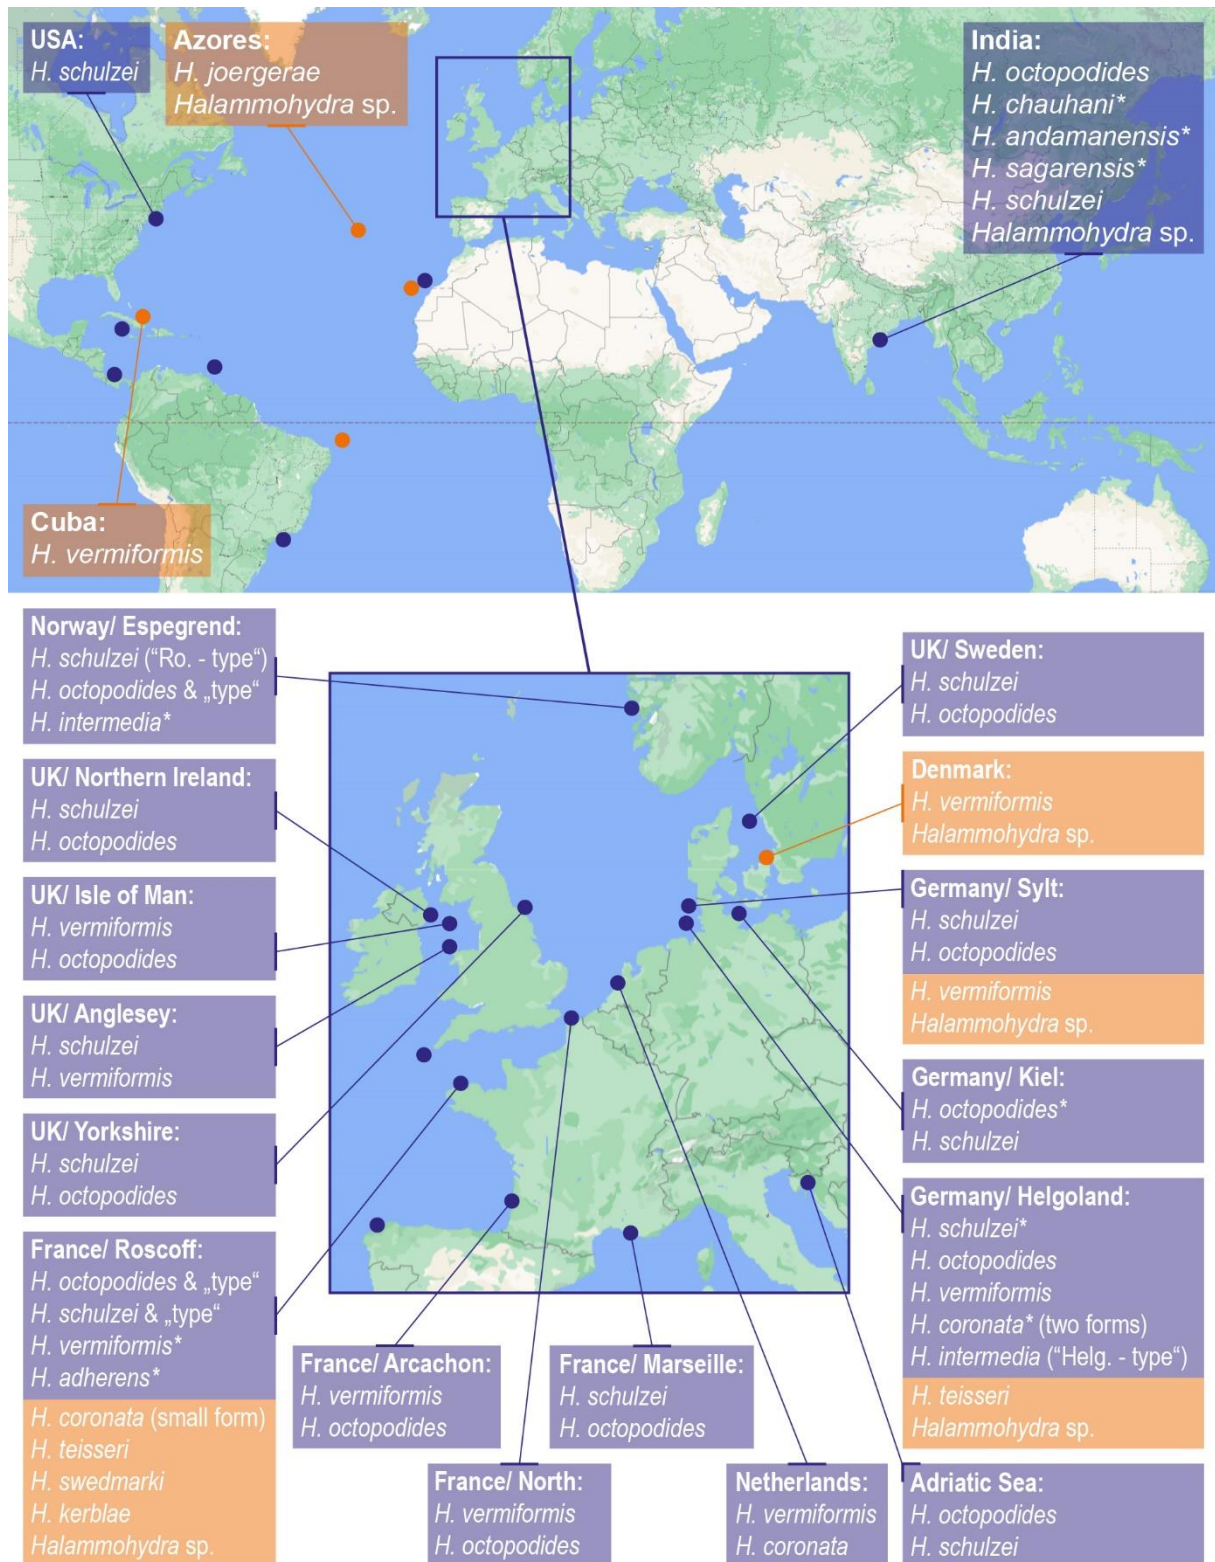 USA:
H. schulzei
Azores:
H. joergerae
Halammohydra sp.
India:
H. octopodides
H. chauhani*
H. andamanensis*
H. sagarensis*
H. schulzei
Halammohydra sp.
Cuba:
H. vermiformis
Norway/ Espegrend:
H. schulzei (“Ro. - type“)
H. octopodides & „type“
H. intermedia*
UK/ Northern Ireland:
H. schulzei
H. octopodides
UK/ Isle of Man:
H. vermiformis
H. octopodides
UK/ Anglesey:
H. schulzei
H. vermiformis
UK/ Yorkshire:
H. schulzei
H. octopodides
France/ Roscoff:
H. octopodides & „type“
H. schulzei & „type“
H. vermiformis*
H. adherens*
H. coronata (small form)
H. teisseri
H. swedmarki
H. kerblae
Halammohydra sp.
France/ Arcachon:
H. vermiformis
H. octopodides
France/ North:
H. vermiformis
H. octopodides
France/ Marseille:
H. schulzei
H. octopodides
Netherlands:
H. vermiformis
H. coronata
UK/ Sweden:
H. schulzei
H. octopodides
Denmark:
H. vermiformis
Halammohydra sp.
Germany/ Sylt:
H. schulzei
H. octopodides
H. vermiformis
Halammohydra sp.
Germany/ Kiel:
H. octopodides*
H. schulzei
Germany/ Helgoland:
H. schulzei*
H. octopodides
H. vermiformis
H. coronata* (two forms)
H. intermedia (“Helg. - type“)
H. teisseri
Halammohydra sp.
Adriatic Sea:
H. octopodides
H. schulzei